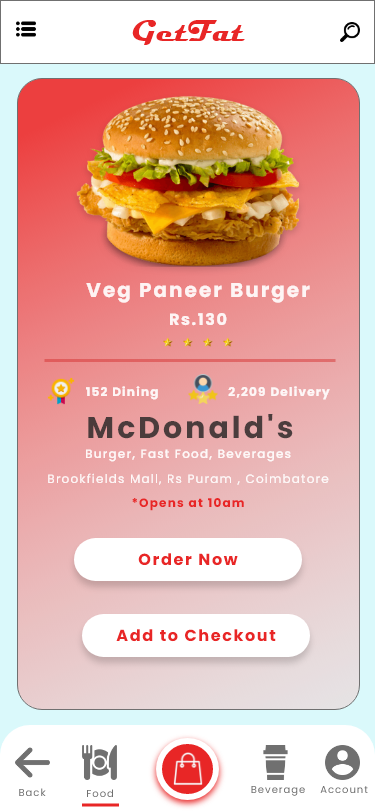 GetFat
Veg Paneer Burger
Rs.130
152 Dining
2,209 Delivery
McDonald's
Burger, Fast Food, Beverages
Brookfields Mall, Rs Puram , Coimbatore
*Opens at 10am
Order Now
Add to Checkout
Back
Food
Beverage
Account